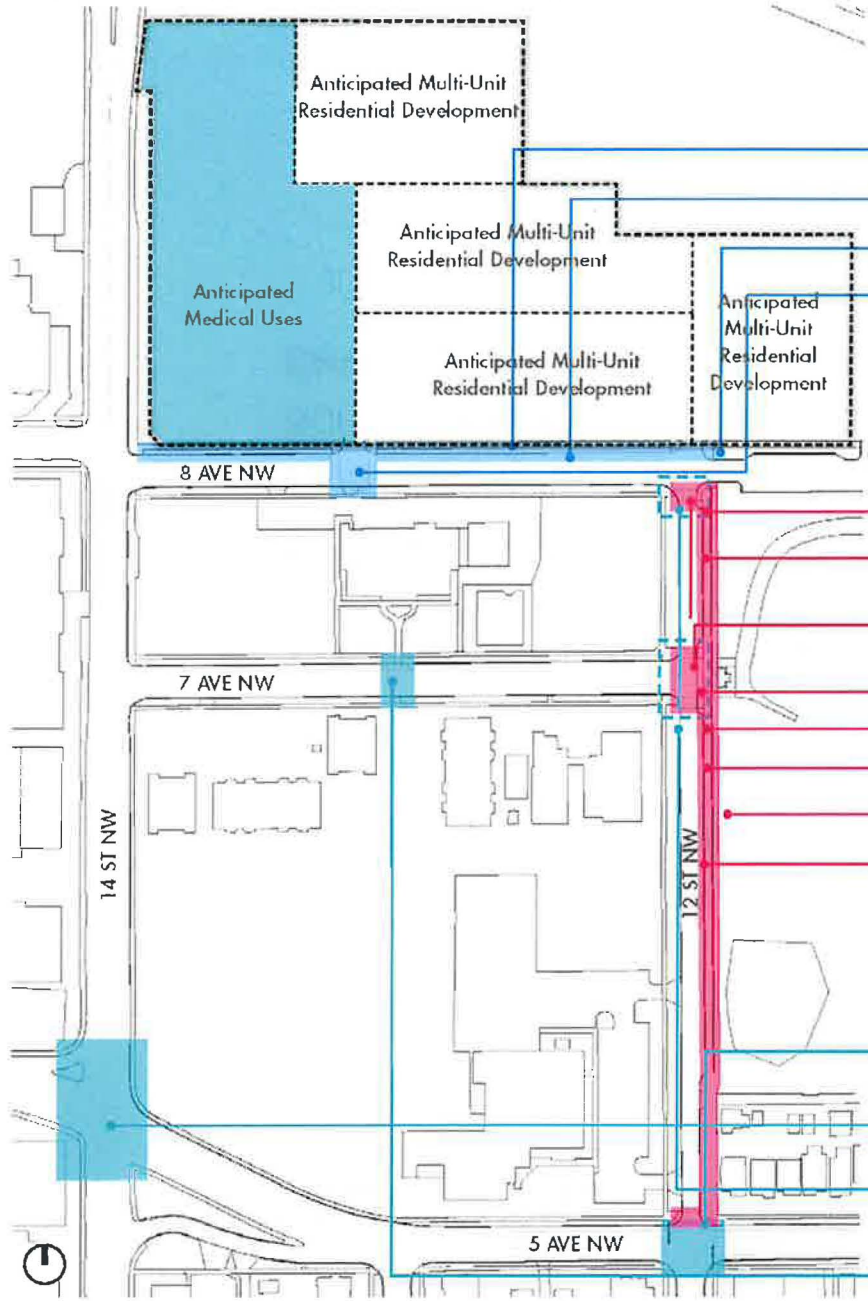 Anticipated Multi-Unit
Residential Development
Anticipated Multi-Unit
Residential Development
Anticipated
Medical Uses
Anticipated
Multi-Unit
Residential
Development
Anticipated Multi-Unit
Residential Development
8 AVE NW
7 AVE NW
14 ST NW
12 ST NW
5 AVE NW